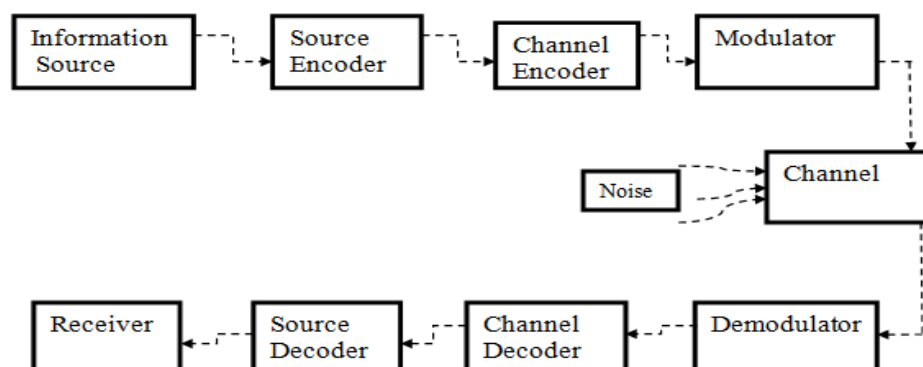 Information
Source
Source
Encoder
Channel
Encoder
Modulator
Channel
Noise
Receiver
Source
Decoder
Channel
Decoder
Demodulator